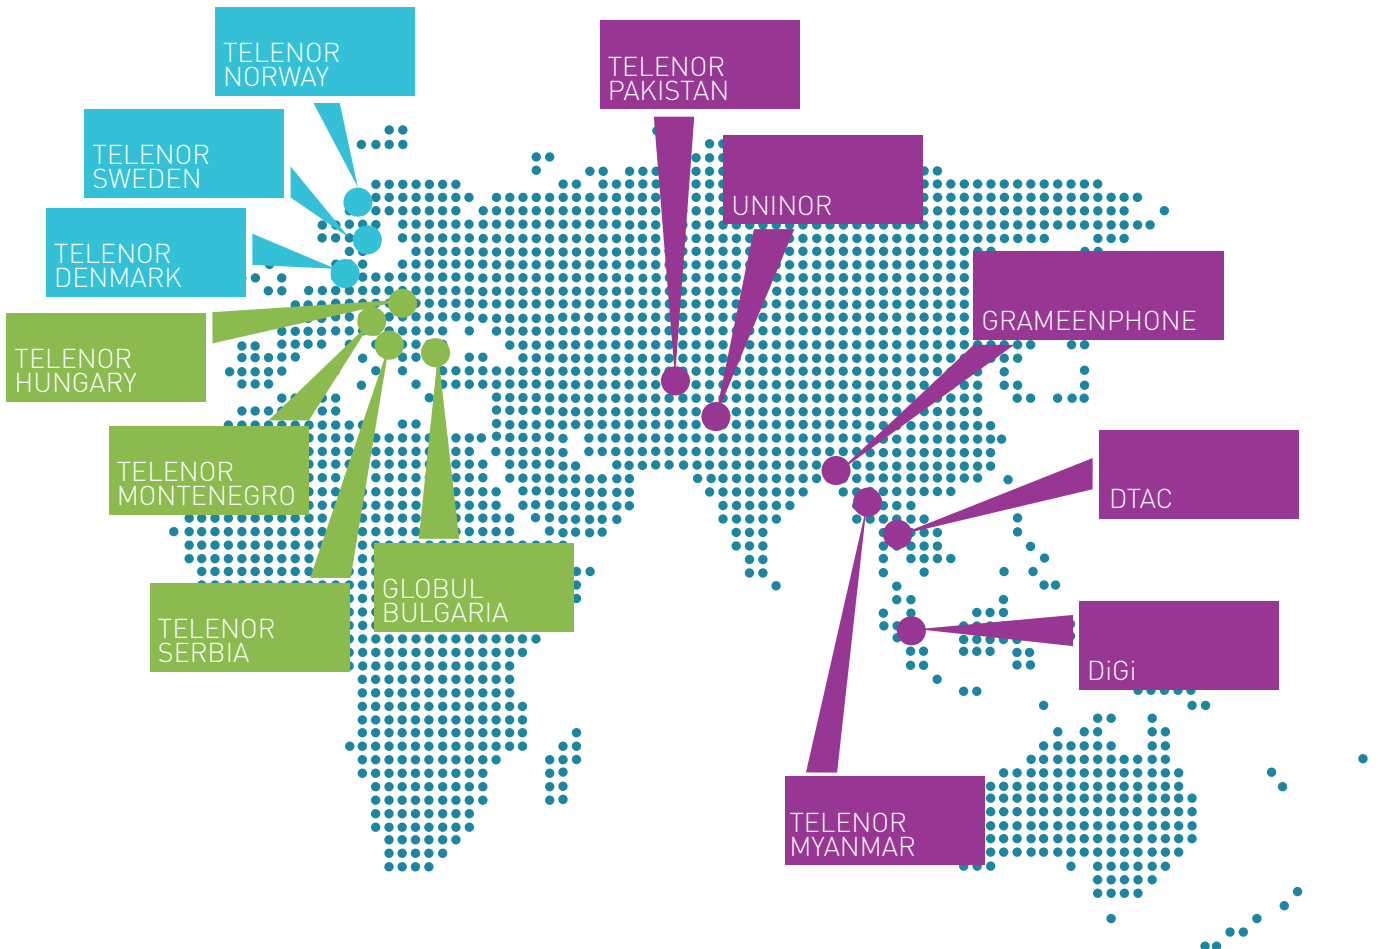 TELENOR
NORWAY
TELENOR
PAKISTAN
TELENOR
SWEDEN
UNINOR
TELENOR
DENMARK
GRAMEENPHONE
TELENOR
HUNGARY
TELENOR
MONTENEGRO
DTAC
GLOBUL
BULGARIA
TELENOR
SERBIA
DiGi
TELENOR
MYANMAR